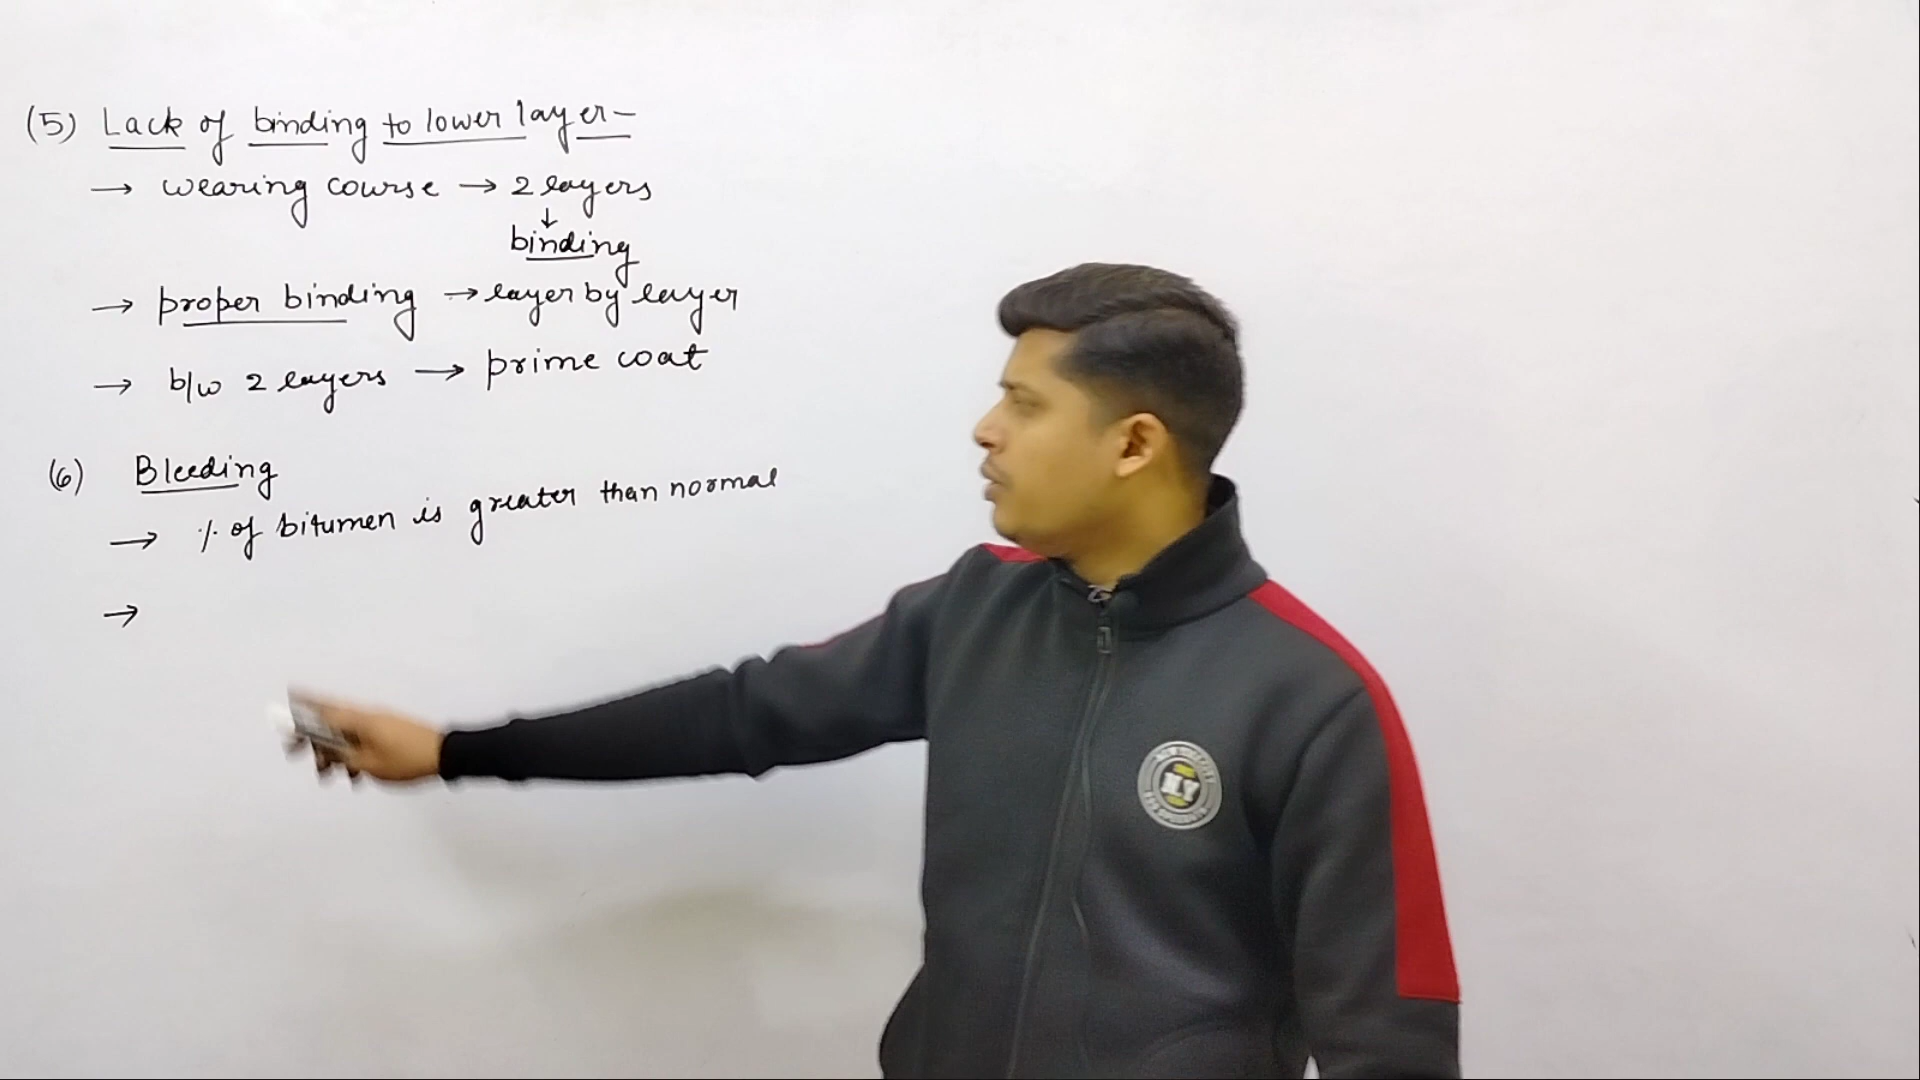 (5) Lack of binding to lower layer-
→ wearing course → 2 layers
↓
binding
→ proper binding → layer by layer
→ b/w 2 layers → prime coat
(6) Bleeding
→ % of bitumen is greater than normal
→
MY